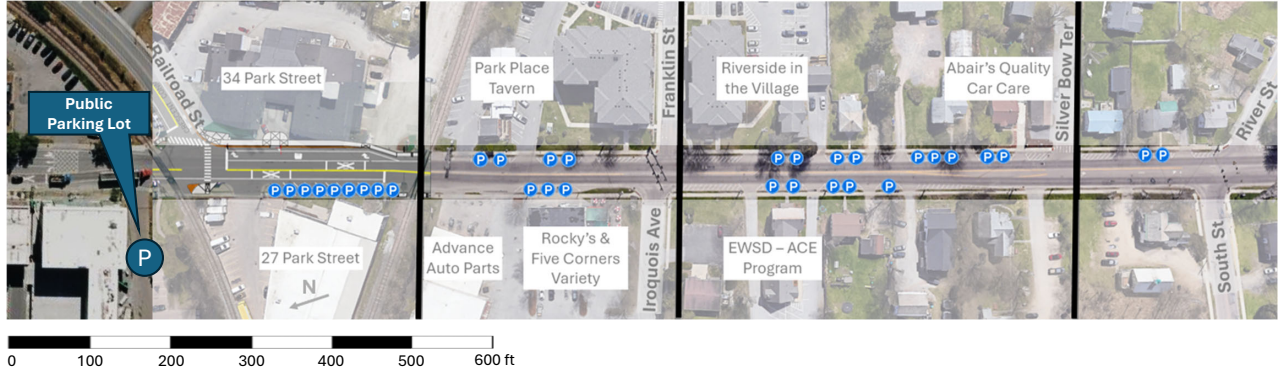 Public
Parking Lot
Railroad St
34 Park Street
Park Place
Tavern
Franklin St
Riverside in
the Village
Abair's Quality
Car Care
Silver Bow Ter
River St
P P P P
P P P P P P P P P
P P
P P P P P P P P P
P P P
P P P P P
P
27 Park Street
N
Advance
Auto Parts
Rocky's &
Five Corners
Variety
Iroquois Ave
EWSD – ACE
Program
South St
0 100 200 300 400 500 600 ft